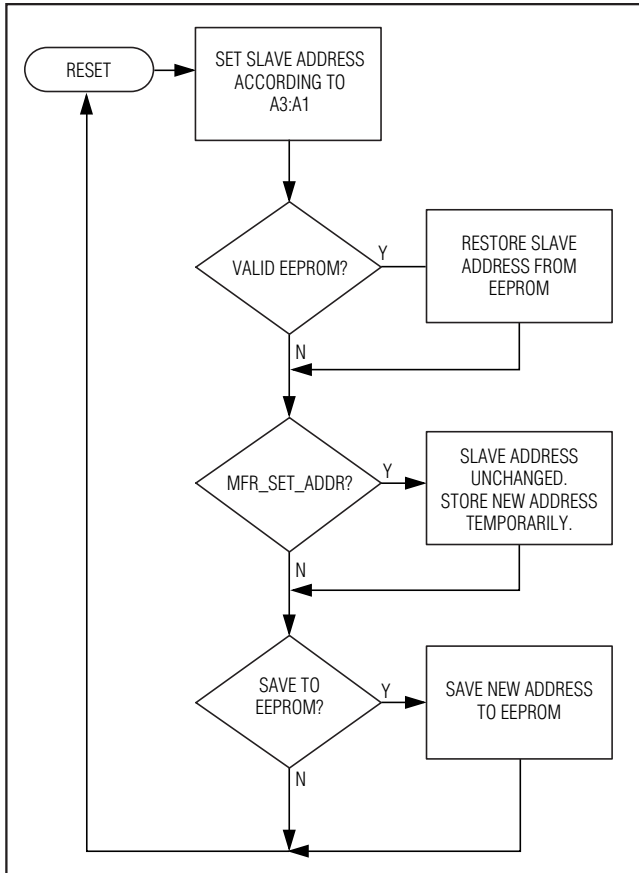 RESET
SET SLAVE ADDRESS
ACCORDING TO
A3:A1
VALID EEPROM?
Y
RESTORE SLAVE
ADDRESS FROM
EEPROM
N
MFR_SET_ADDR?
Y
SLAVE ADDRESS
UNCHANGED.
STORE NEW ADDRESS
TEMPORARILY.
N
SAVE TO
EEPROM?
Y
SAVE NEW ADDRESS
TO EEPROM
N